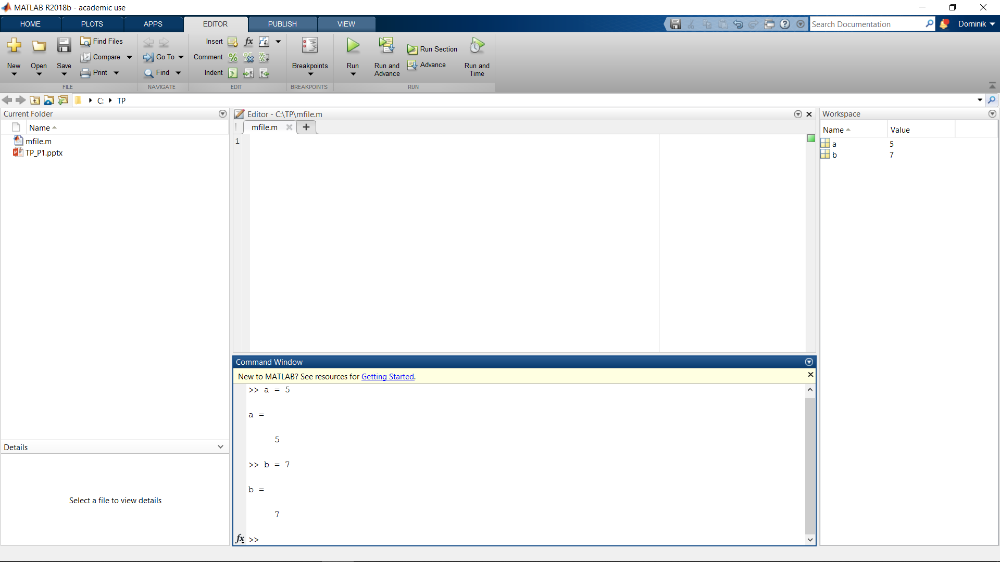 MATLAB R2018b - academic use
HOME PLOTS APPS EDITOR PUBLISH VIEW
Search Documentation
Dominik
New
Open
Save
Find Files
Compare
Print
FILE
Go To
Find
NAVIGATE
Insert
Comment
Indent
EDIT
Breakpoints
BREAKPOINTS
Run
Run and
Advance
Run Section
Advance
Run and
Time
RUN
C: TP
Current Folder
Name
mfile.m
TP_P1.pptx
Details
Select a file to view details
Editor - C:\TP\mfile.m
mfile.m
1
Command Window
New to MATLAB? See resources for Getting Started.
>> a = 5
a =
5
>> b = 7
b =
7
fx >>
Workspace
Name Value
a 5
b 7